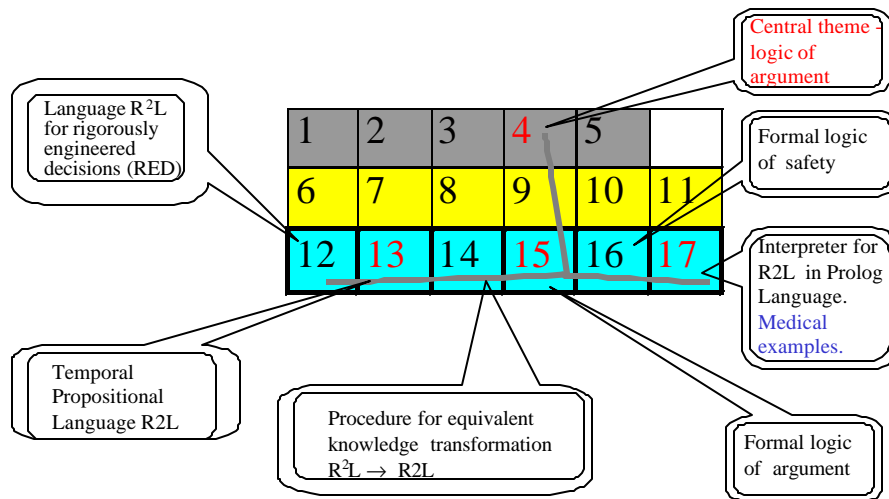 Central theme -
logic of
argument
Language R²L
for rigorously
engineered
decisions (RED)
1 2 3 4 5
Formal logic
of safety
6 7 8 9 10 11
12 13 14 15 16 17
Interpreter for
R2L in Prolog
Language.
Medical
examples.
Temporal
Propositional
Language R2L
Procedure for equivalent
knowledge transformation
R²L → R2L
Formal logic
of argument